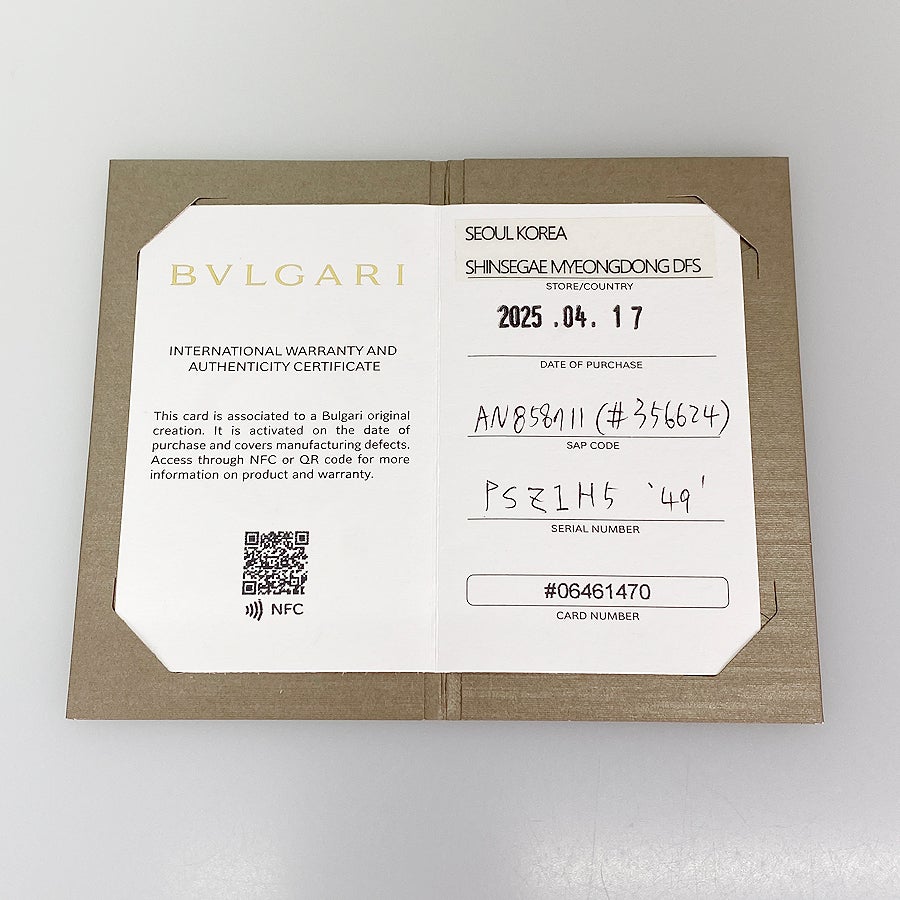 BVLGARI
INTERNATIONAL WARRANTY AND
AUTHENTICITY CERTIFICATE
This card is associated to a Bulgari original
creation. It is activated on the date of
purchase and covers manufacturing defects.
Access through NFC or QR code for more
information on product and warranty.
NFC
SEOUL KOREA
SHINSEGAE MYEONGDONG DFS
STORE/COUNTRY
2025 .04. 17
DATE OF PURCHASE
AN858711 (#356624)
SAP CODE
PSZ1H5 '49'
SERIAL NUMBER
#06461470
CARD NUMBER